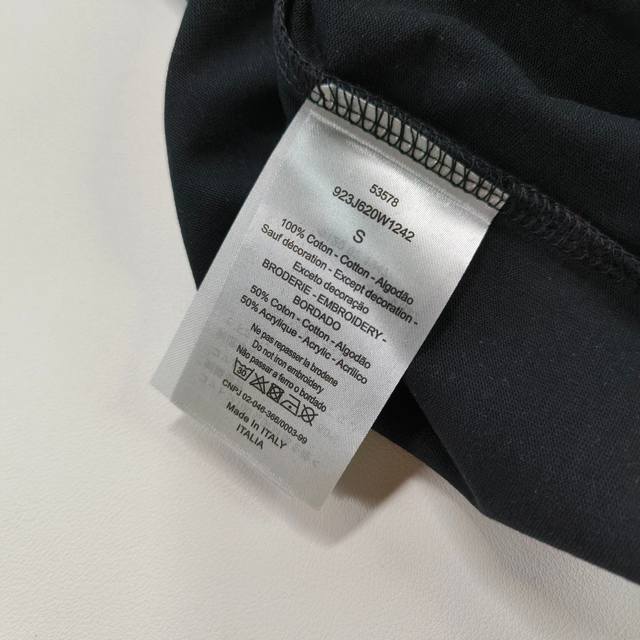 53578
923J620W1242
S
100% Coton - Cotton - Algodão
Sauf décoration - Except decoration -
Exceto decoração
BRODERIE - EMBROIDERY -
BORDADO
50% Coton - Cotton - Algodão
50% Acrylique - Acrylic - Acrílico
Ne pas repasser la broderie
Do not iron embroidery
Não passar a ferro o bordado
30
CNPJ 02-046-366/0003-99
Made in ITALY
ITALIA